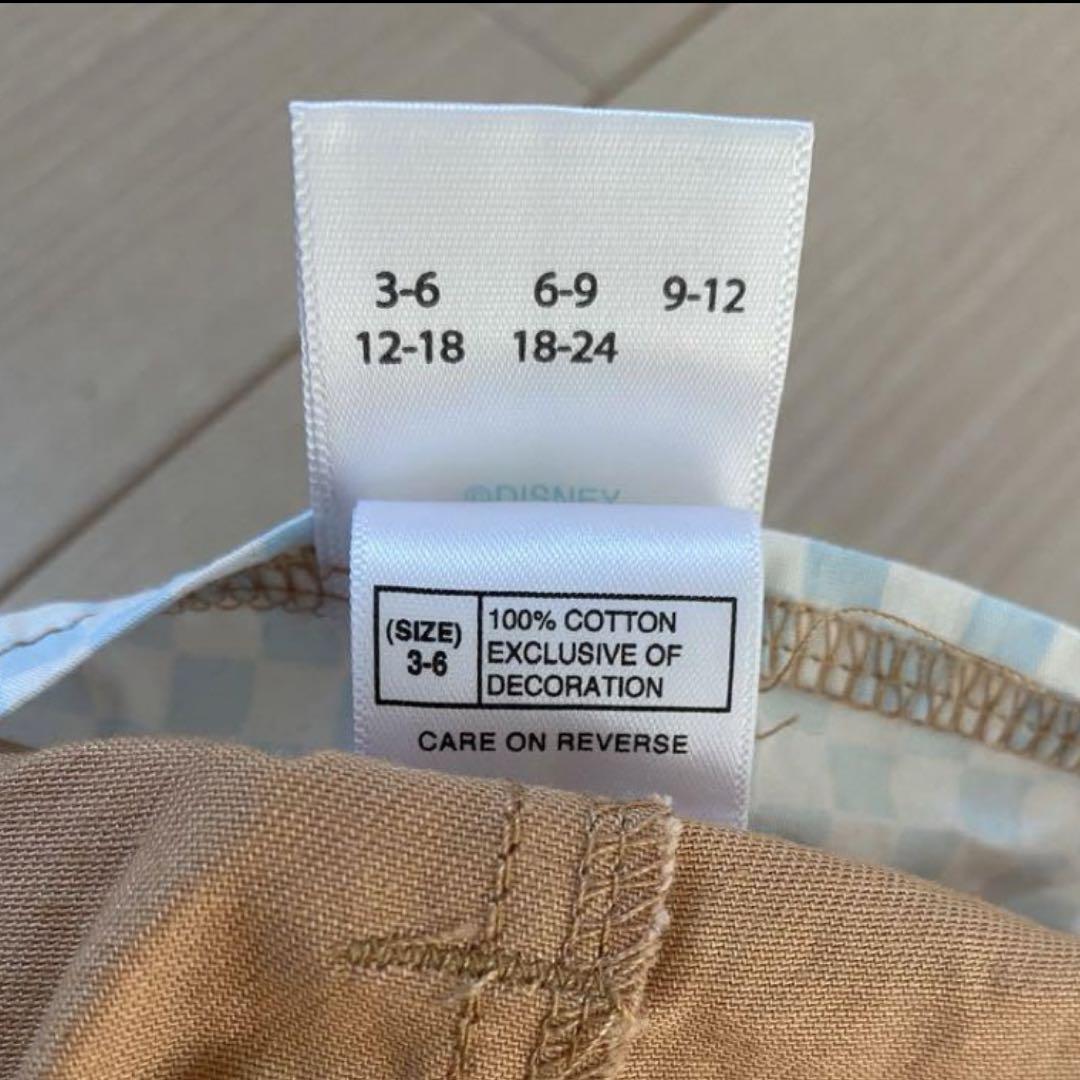 3-6 6-9 9-12
12-18 18-24
©DISNEY
(SIZE)
3-6
100% COTTON
EXCLUSIVE OF
DECORATION
CARE ON REVERSE